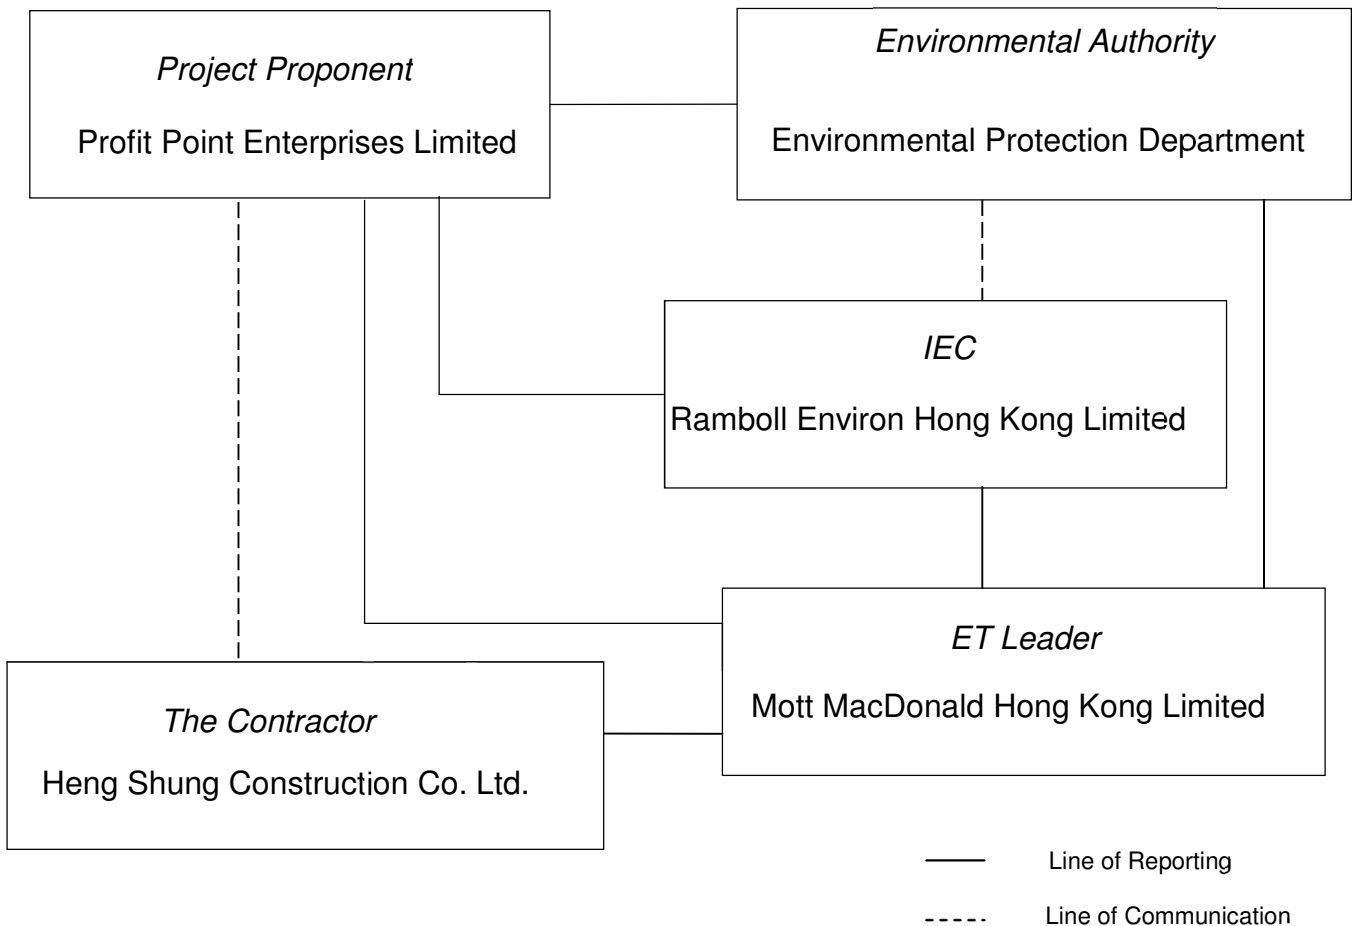 Project Proponent
Profit Point Enterprises Limited
Environmental Authority
Environmental Protection Department
IEC
Ramboll Environ Hong Kong Limited
ET Leader
Mott MacDonald Hong Kong Limited
The Contractor
Heng Shung Construction Co. Ltd.
Line of Reporting
Line of Communication